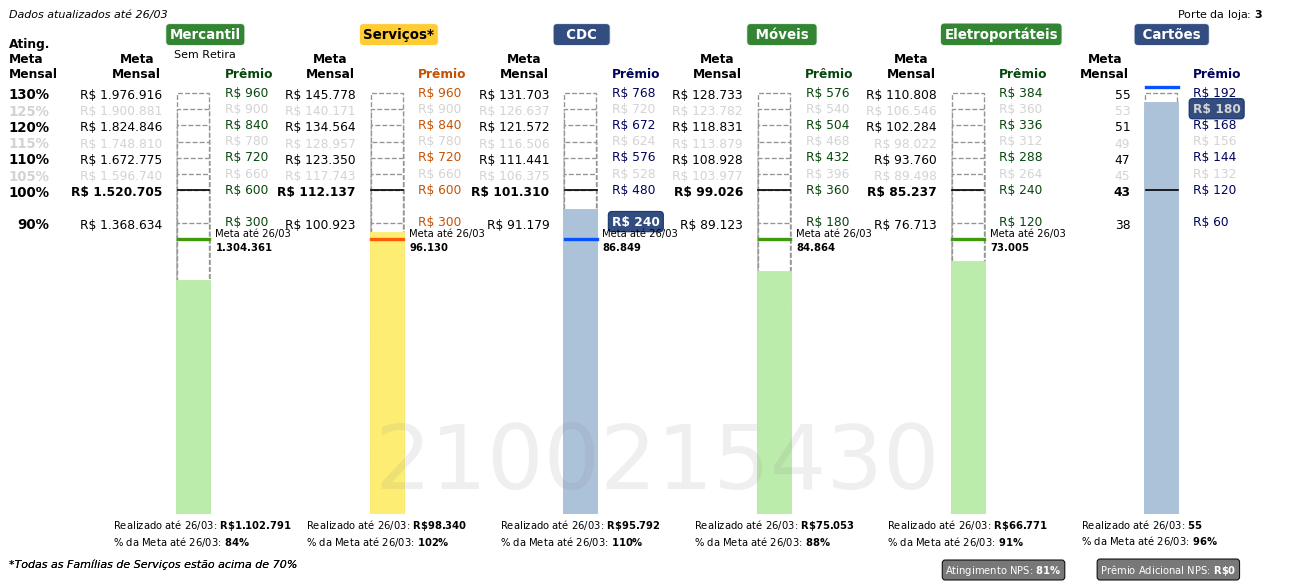 Dados atualizados até 26/03
Porte da loja: 3
Mercantil
Serviços*
CDC
Móveis
Eletroportáteis
Cartões
Ating. Meta Mensal
Sem Retira
Meta Mensal Prêmio Meta Mensal Prêmio Meta Mensal Prêmio Meta Mensal Prêmio Meta Mensal Prêmio Meta Mensal Prêmio
130% R$ 1.976.916 R$ 960 R$ 145.778 R$ 960 R$ 131.703 R$ 768 R$ 128.733 R$ 576 R$ 110.808 R$ 384 55 R$ 192
125% R$ 1.900.881 R$ 900 R$ 140.171 R$ 900 R$ 126.637 R$ 720 R$ 123.782 R$ 540 R$ 106.546 R$ 360 53 R$ 180
120% R$ 1.824.846 R$ 840 R$ 134.564 R$ 840 R$ 121.572 R$ 672 R$ 118.831 R$ 504 R$ 102.284 R$ 336 51 R$ 168
115% R$ 1.748.810 R$ 780 R$ 128.957 R$ 780 R$ 116.506 R$ 624 R$ 113.879 R$ 468 R$ 98.022 R$ 312 49 R$ 156
110% R$ 1.672.775 R$ 720 R$ 123.350 R$ 720 R$ 111.441 R$ 576 R$ 108.928 R$ 432 R$ 93.760 R$ 288 47 R$ 144
105% R$ 1.596.740 R$ 660 R$ 117.743 R$ 660 R$ 106.375 R$ 528 R$ 103.977 R$ 396 R$ 89.498 R$ 264 45 R$ 132
100% R$ 1.520.705 R$ 600 R$ 112.137 R$ 600 R$ 101.310 R$ 480 R$ 99.026 R$ 360 R$ 85.237 R$ 240 43 R$ 120
90% R$ 1.368.634 R$ 300 R$ 100.923 R$ 300 R$ 91.179 R$ 240 R$ 89.123 R$ 180 R$ 76.713 R$ 120 38 R$ 60
Meta até 26/03 Meta até 26/03 Meta até 26/03 Meta até 26/03 Meta até 26/03
1.304.361 96.130 86.849 84.864 73.005
2100215430
Realizado até 26/03: R$1.102.791 Realizado até 26/03: R$98.340 Realizado até 26/03: R$95.792 Realizado até 26/03: R$75.053 Realizado até 26/03: R$66.771 Realizado até 26/03: 55
% da Meta até 26/03: 84% % da Meta até 26/03: 102% % da Meta até 26/03: 110% % da Meta até 26/03: 88% % da Meta até 26/03: 91% % da Meta até 26/03: 96%
*Todas as Famílias de Serviços estão acima de 70%
Atingimento NPS: 81%
Prêmio Adicional NPS: R$0